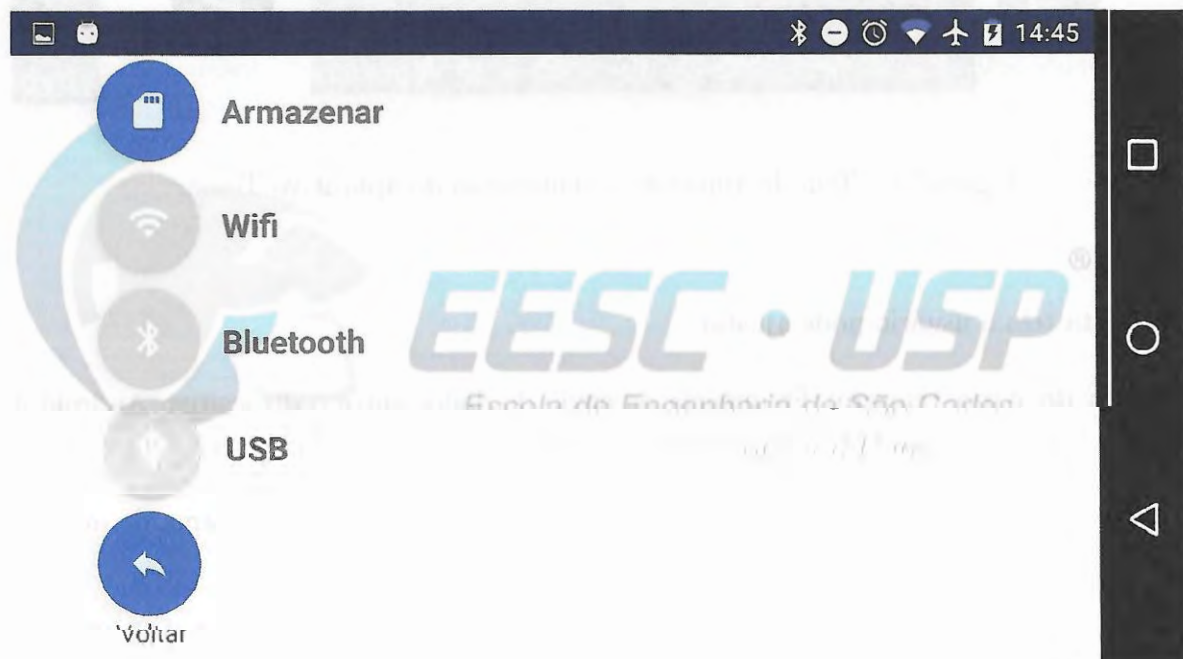 14:45
Armazenar
Wifi
EESC • USP®
Bluetooth
Escola de Engenharia de São Carlos
USB
Voltar